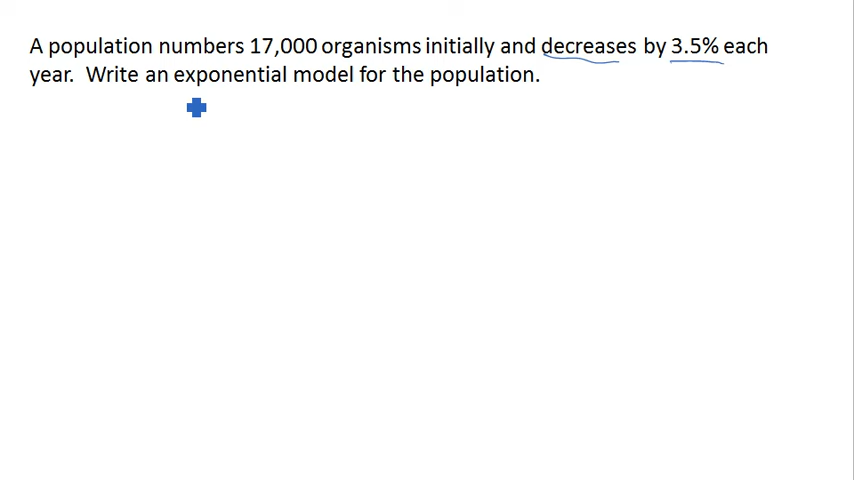 A population numbers 17,000 organisms initially and decreases by 3.5% each
year. Write an exponential model for the population.